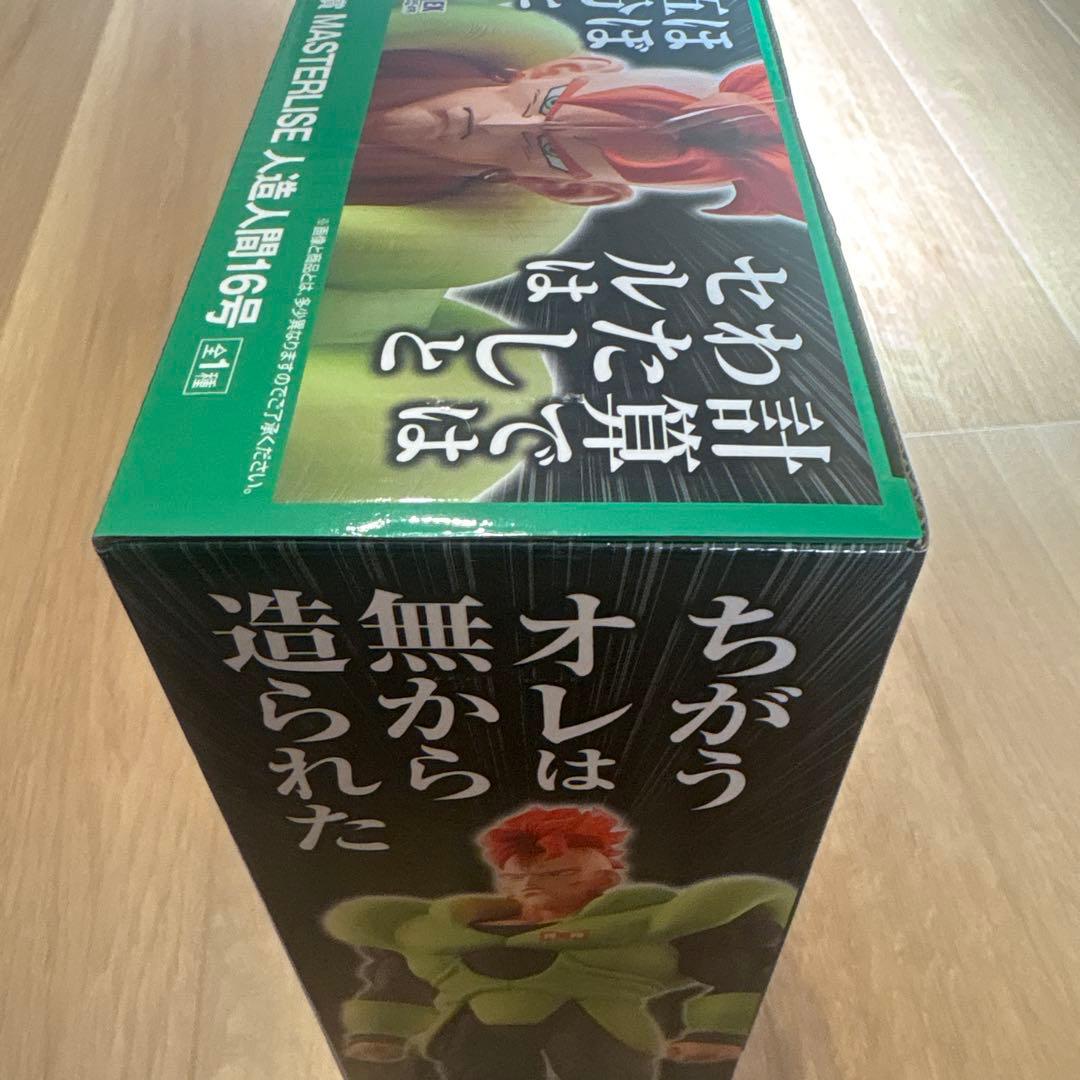 賞 MASTERLISE 人造人間16号 全1種
※画像と商品とは、多少異なりますのでご了承ください。
計算では
セルと
わたしは
ほぼ
ちがう
オレは
無から
造られた